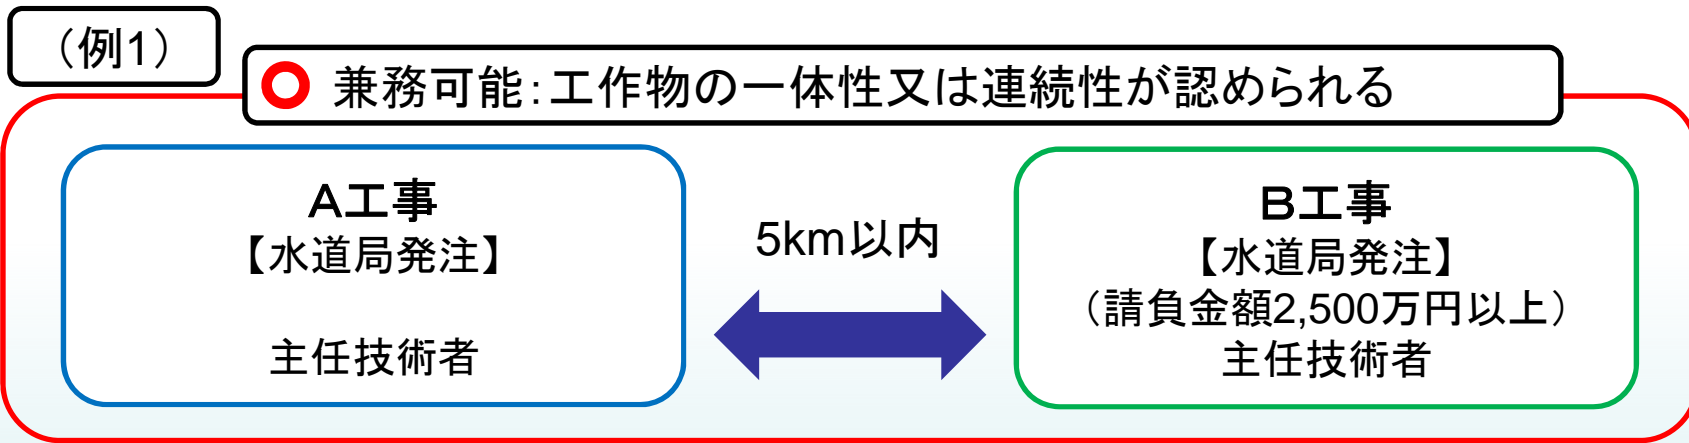 （例1）
兼務可能：工作物の一体性又は連続性が認められる
A工事
【水道局発注】
主任技術者
5km以内
B工事
【水道局発注】
（請負金額2,500万円以上）
主任技術者